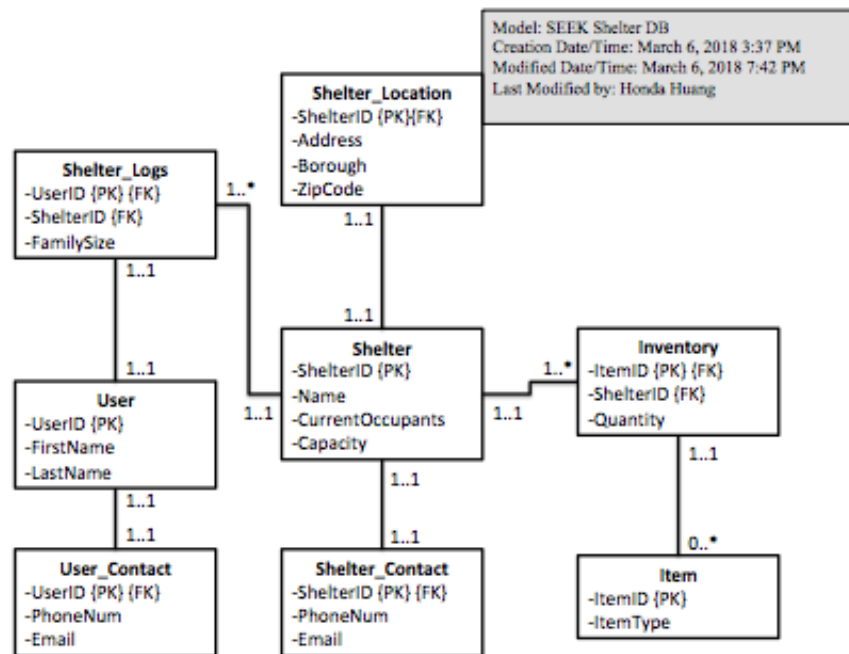 Model: SEEK Shelter DB
Creation Date/Time: March 6, 2018 3:37 PM
Modified Date/Time: March 6, 2018 7:42 PM
Last Modified by: Honda Huang
Shelter_Location
-ShelterID {PK}{FK}
-Address
-Borough
-ZipCode
Shelter_Logs
-UserID {PK} {FK}
-ShelterID {FK}
-FamilySize
1..*
1..1
1..1
1..1
1..1
Shelter
-ShelterID {PK}
-Name
-CurrentOccupants
-Capacity
1..*
Inventory
-ItemID {PK} {FK}
-ShelterID {FK}
-Quantity
User
-UserID {PK}
-FirstName
-LastName
1..1
1..1
1..1
1..1
1..1
1..1
1..1
0..*
User_Contact
-UserID {PK} {FK}
-PhoneNum
-Email
Shelter_Contact
-ShelterID {PK} {FK}
-PhoneNum
-Email
Item
-ItemID {PK}
-ItemType